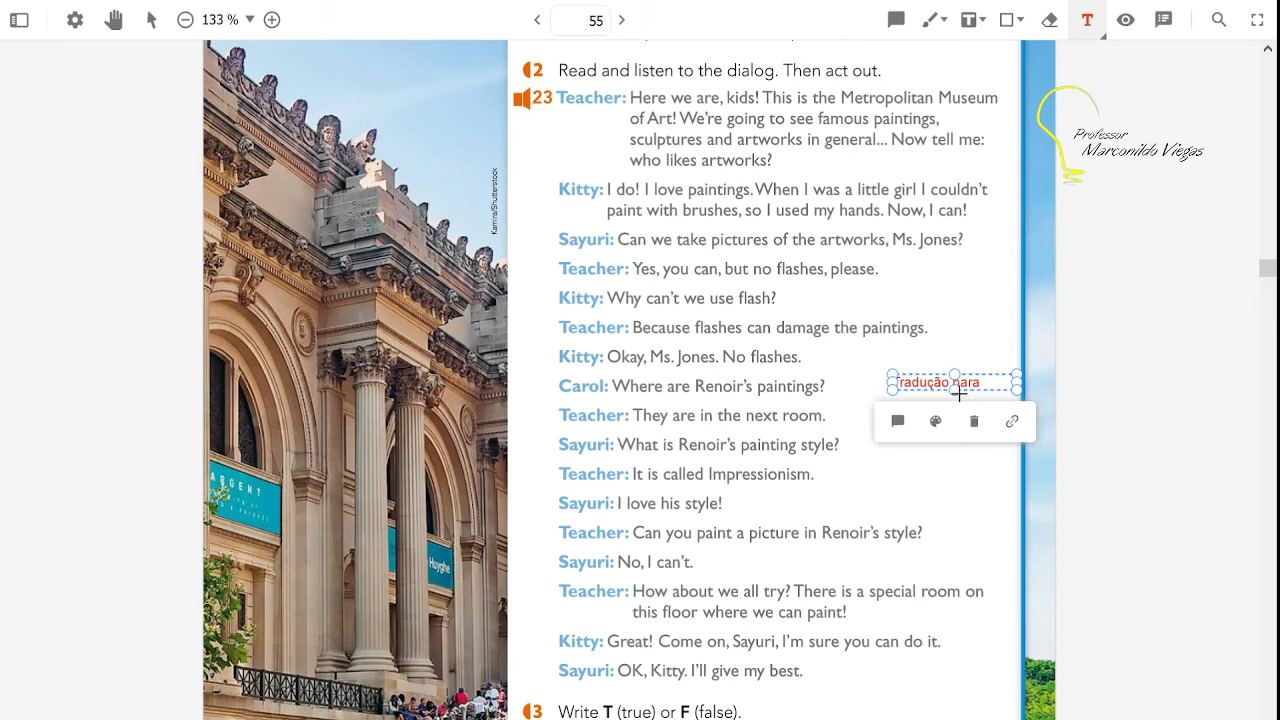 133 %
55
2 Read and listen to the dialog. Then act out.
23 Teacher: Here we are, kids! This is the Metropolitan Museum
of Art! We're going to see famous paintings,
sculptures and artworks in general... Now tell me:
who likes artworks?
Kitty: I do! I love paintings. When I was a little girl I couldn't
paint with brushes, so I used my hands. Now, I can!
Sayuri: Can we take pictures of the artworks, Ms. Jones?
Teacher: Yes, you can, but no flashes, please.
Kitty: Why can't we use flash?
Teacher: Because flashes can damage the paintings.
Kitty: Okay, Ms. Jones. No flashes.
Carol: Where are Renoir's paintings?
Teacher: They are in the next room.
Sayuri: What is Renoir's painting style?
Teacher: It is called Impressionism.
Sayuri: I love his style!
Teacher: Can you paint a picture in Renoir's style?
Sayuri: No, I can't.
Teacher: How about we all try? There is a special room on
this floor where we can paint!
Kitty: Great! Come on, Sayuri, I'm sure you can do it.
Sayuri: OK, Kitty. I'll give my best.
3 Write T (true) or F (false).
Tradução para
Professor
Marconildo Viegas
Kamira/Shutterstock
ARGENT
Huyghe
T